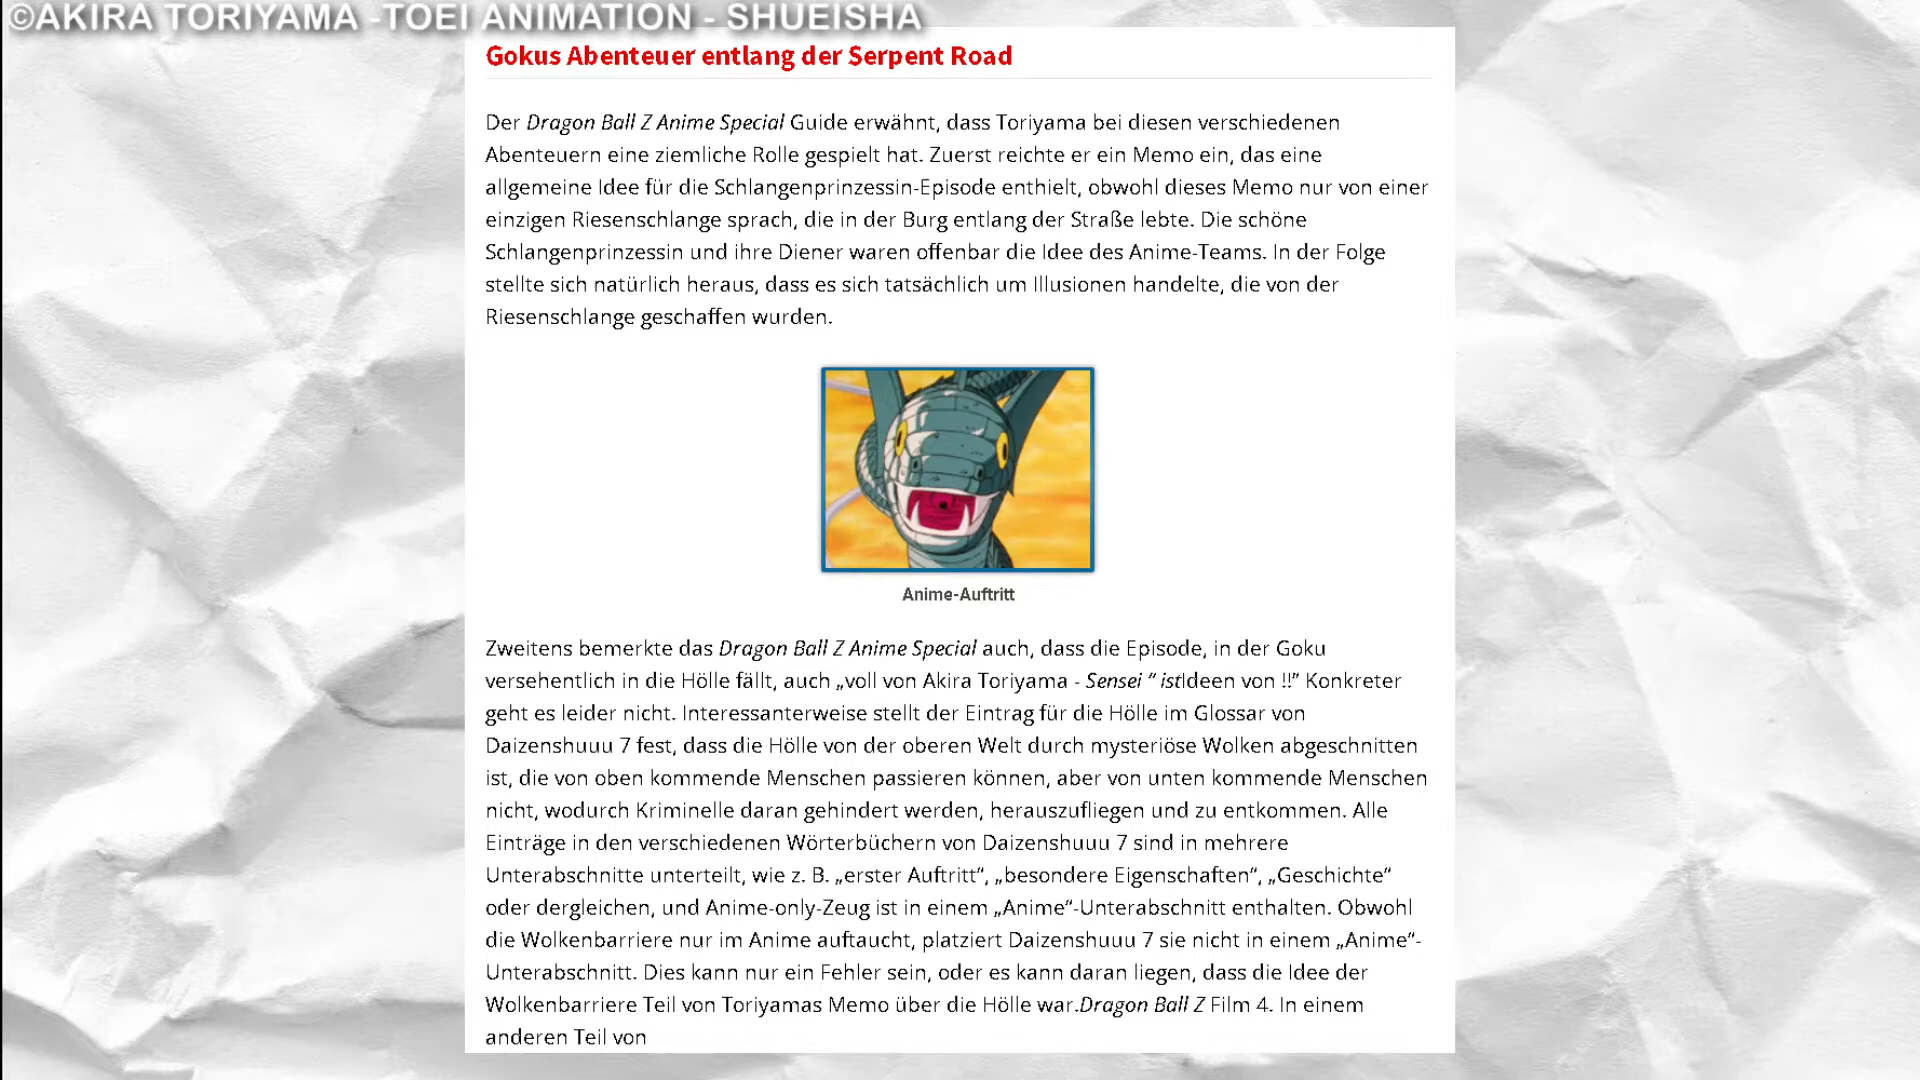 ©AKIRA TORIYAMA -TOEI ANIMATION - SHUEISHA
Gokus Abenteuer entlang der Serpent Road
Der Dragon Ball Z Anime Special Guide erwähnt, dass Toriyama bei diesen verschiedenen
Abenteuern eine ziemliche Rolle gespielt hat. Zuerst reichte er ein Memo ein, das eine
allgemeine Idee für die Schlangenprinzessin-Episode enthielt, obwohl dieses Memo nur von einer
einzigen Riesenschlange sprach, die in der Burg entlang der Straße lebte. Die schöne
Schlangenprinzessin und ihre Diener waren offenbar die Idee des Anime-Teams. In der Folge
stellte sich natürlich heraus, dass es sich tatsächlich um Illusionen handelte, die von der
Riesenschlange geschaffen wurden.
Anime-Auftritt
Zweitens bemerkte das Dragon Ball Z Anime Special auch, dass die Episode, in der Goku
versehentlich in die Hölle fällt, auch „voll von Akira Toriyama - Sensei “ istIdeen von !!” Konkreter
geht es leider nicht. Interessanterweise stellt der Eintrag für die Hölle im Glossar von
Daizenshuuu 7 fest, dass die Hölle von der oberen Welt durch mysteriöse Wolken abgeschnitten
ist, die von oben kommende Menschen passieren können, aber von unten kommende Menschen
nicht, wodurch Kriminelle daran gehindert werden, herauszufliegen und zu entkommen. Alle
Einträge in den verschiedenen Wörterbüchern von Daizenshuuu 7 sind in mehrere
Unterabschnitte unterteilt, wie z. B. „erster Auftritt“, „besondere Eigenschaften“, „Geschichte“
oder dergleichen, und Anime-only-Zeug ist in einem „Anime“-Unterabschnitt enthalten. Obwohl
die Wolkenbarriere nur im Anime auftaucht, platziert Daizenshuuu 7 sie nicht in einem „Anime“-
Unterabschnitt. Dies kann nur ein Fehler sein, oder es kann daran liegen, dass die Idee der
Wolkenbarriere Teil von Toriyamas Memo über die Hölle war.Dragon Ball Z Film 4. In einem
anderen Teil von